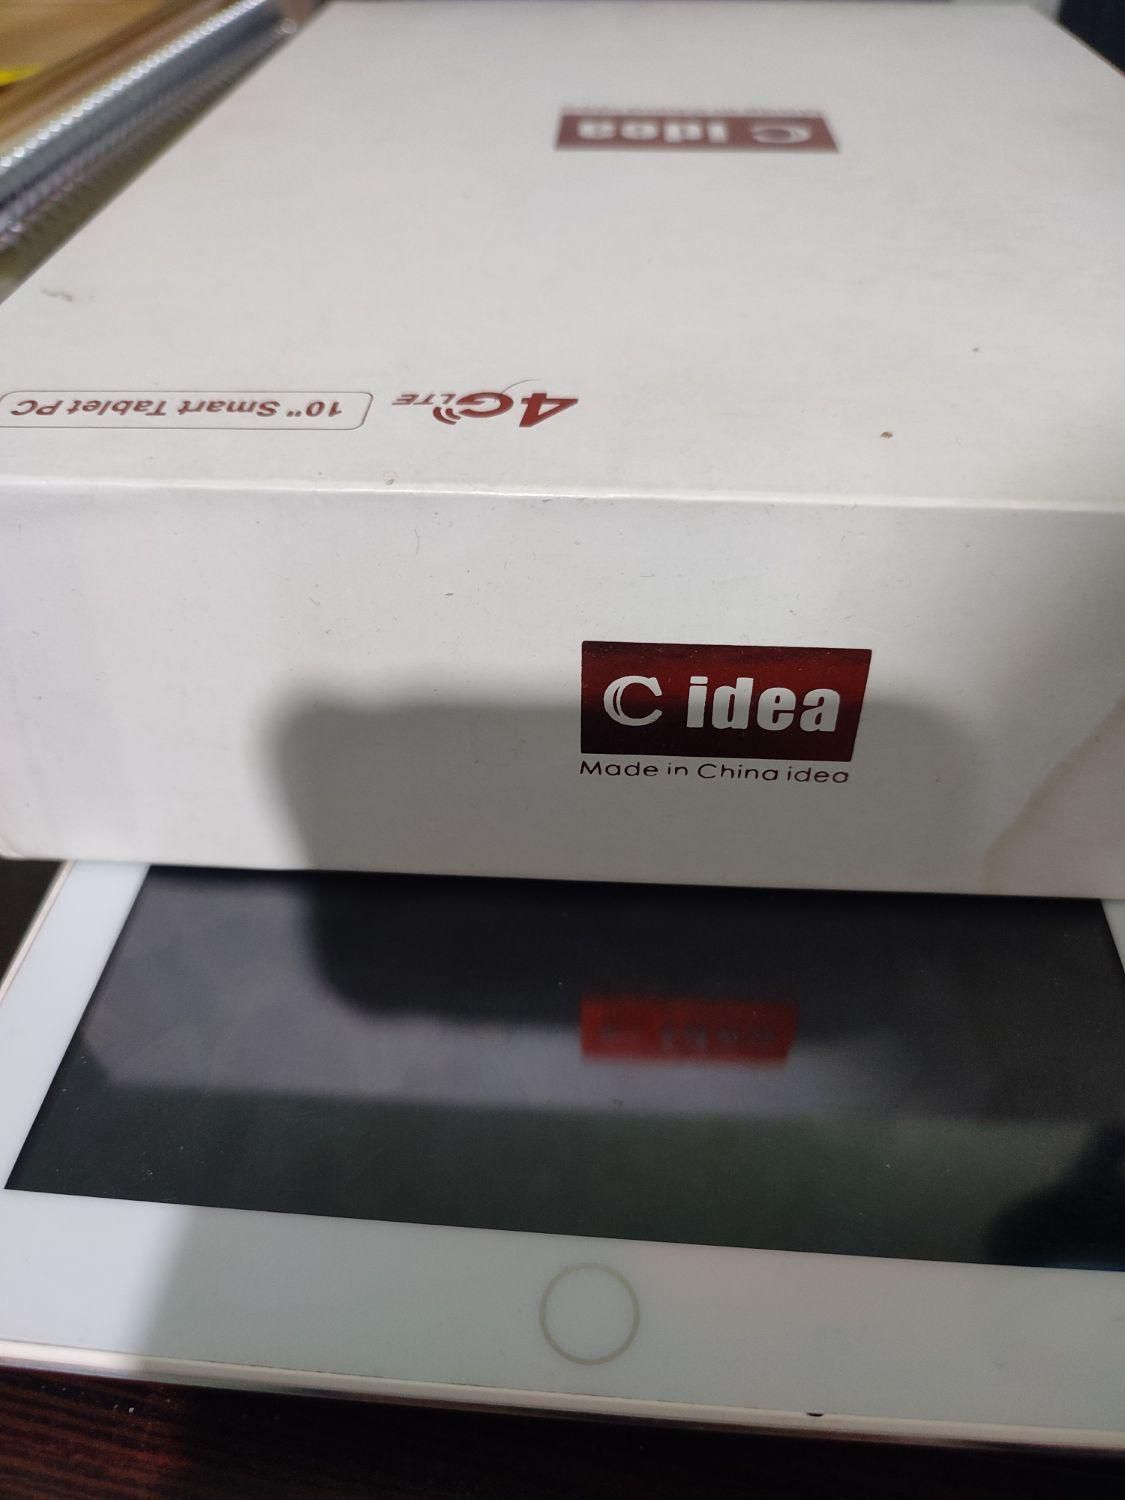 C idea
4G LTE
10" Smart Tablet PC
C idea
Made in China idea